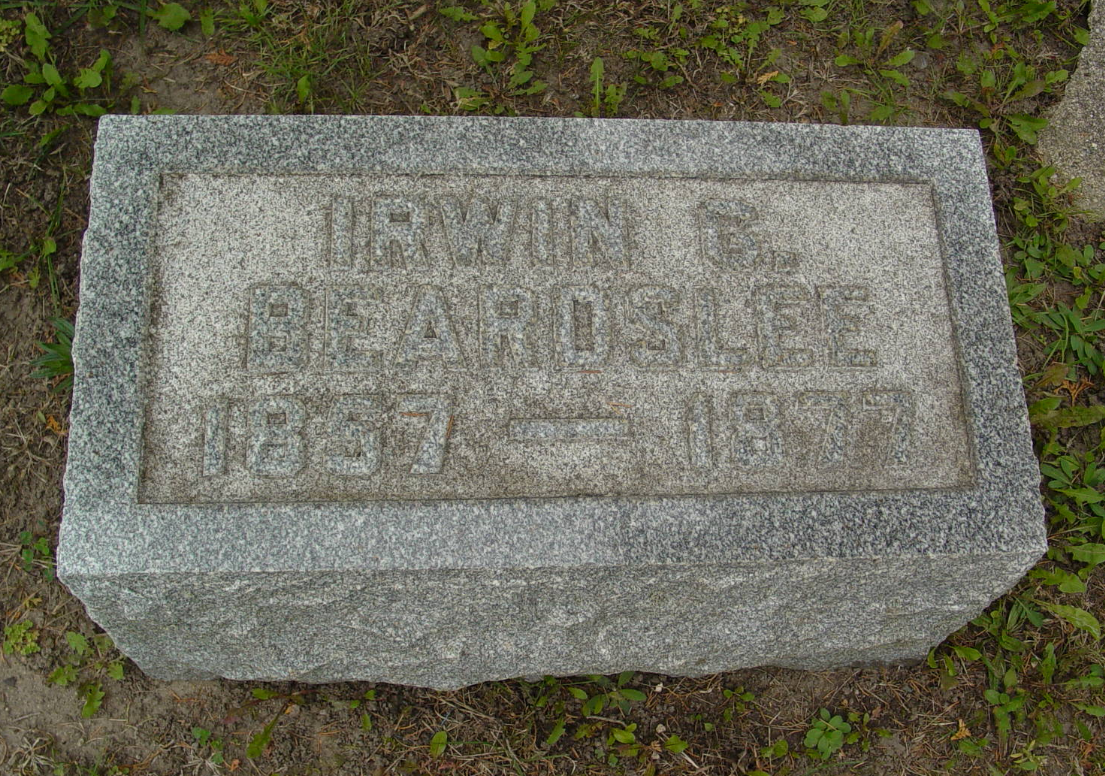 IRWIN G.
BEARDSLEE
1857 — 1877